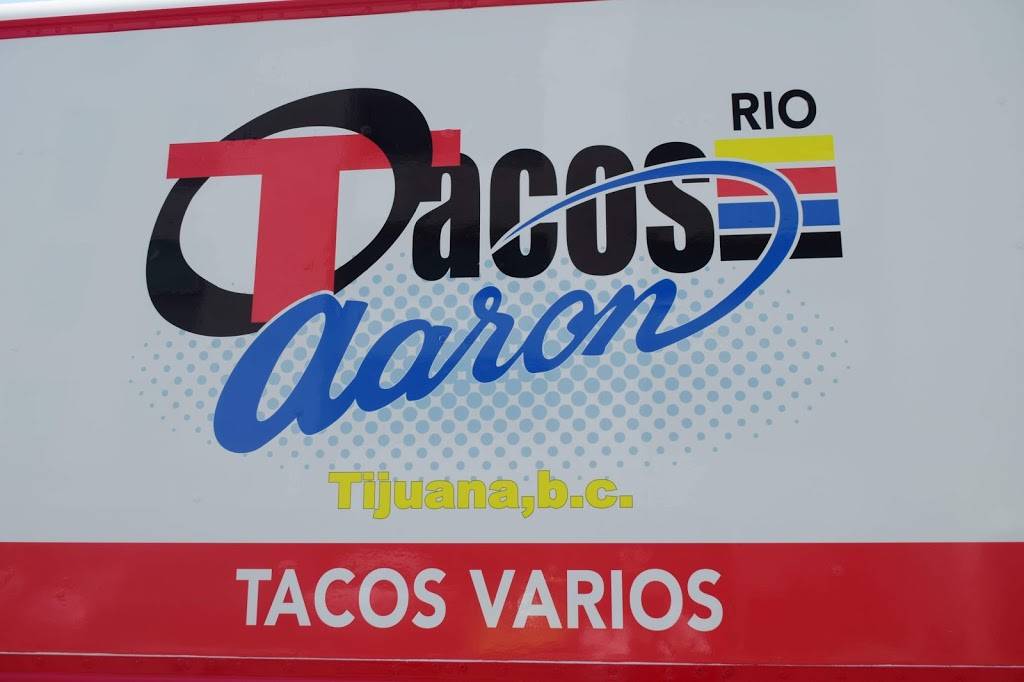 RIO
Tacos
aaron
Tijuana,b.c.
TACOS VARIOS